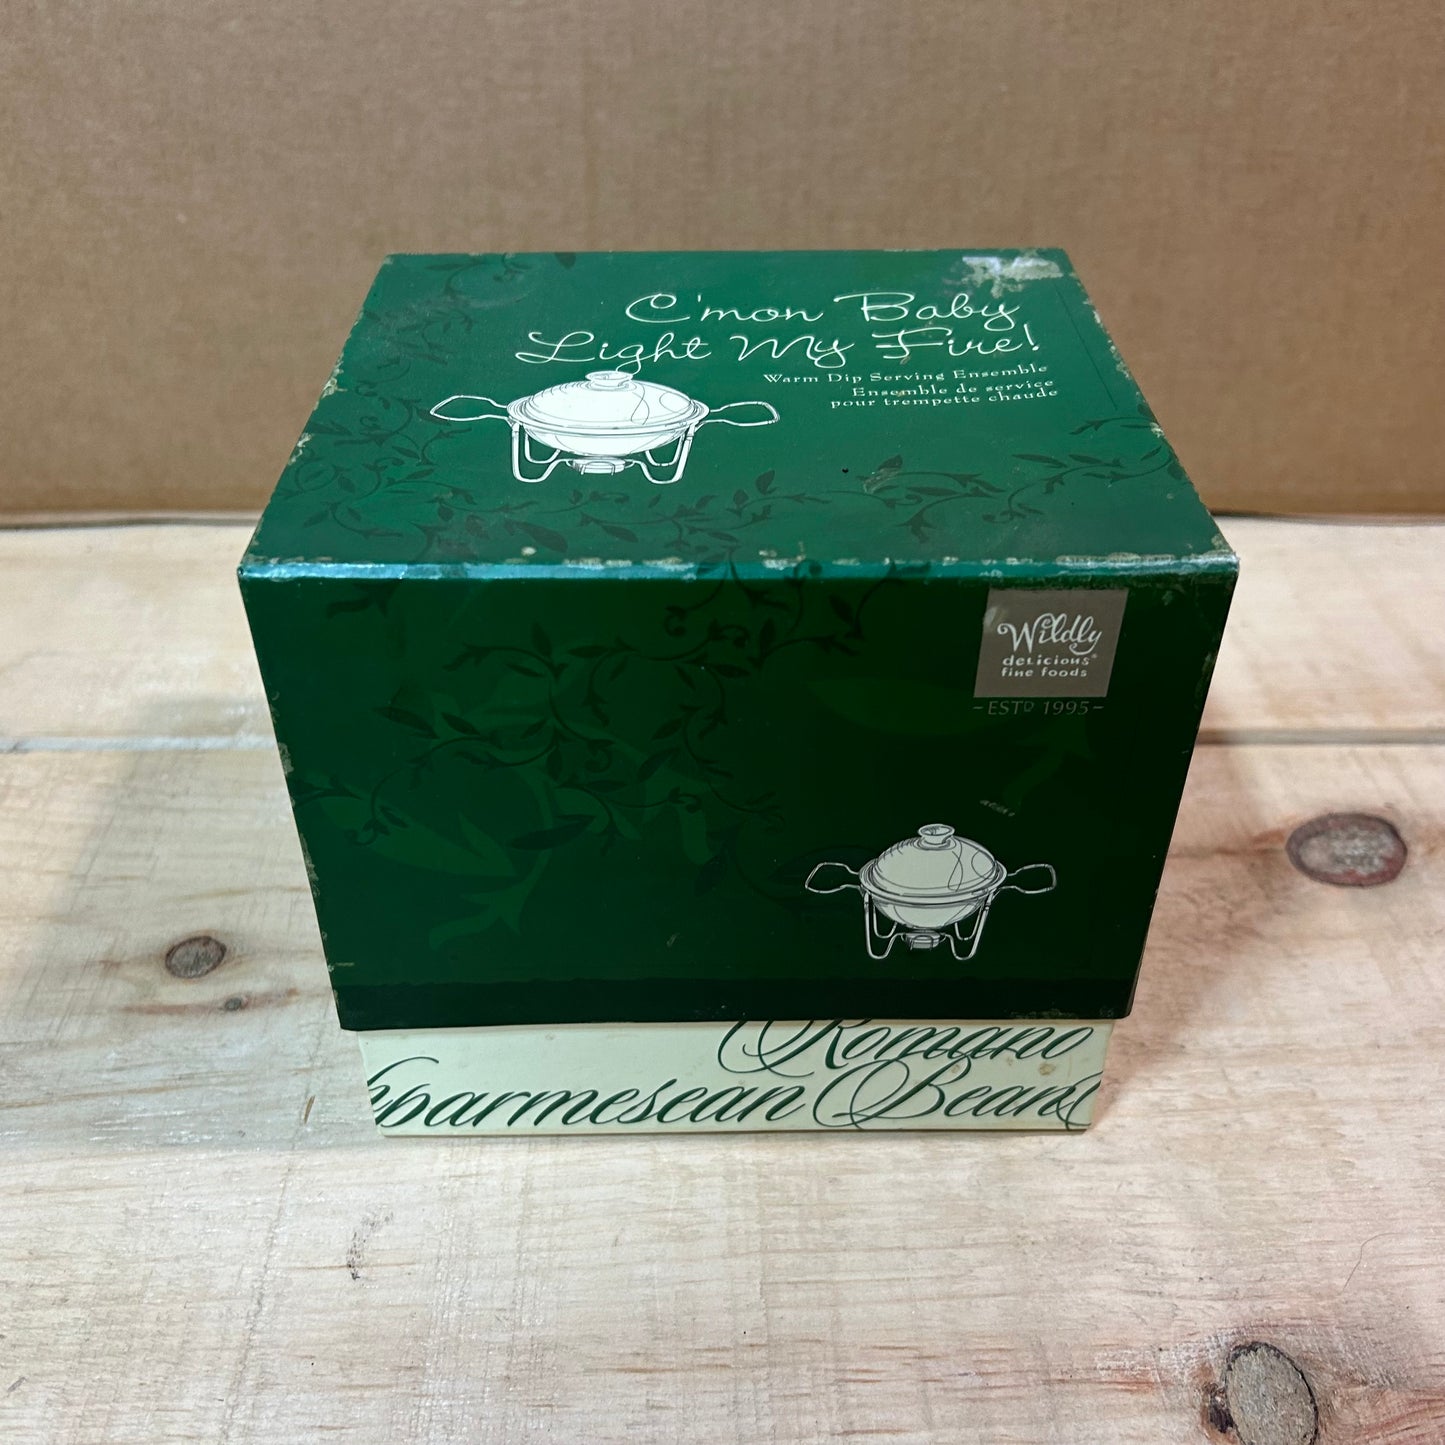 C'mon Baby
Light My Fire!
Warm Dip Serving Ensemble
Ensemble de service
pour trempette chaude
Wildly
delicious®
fine foods
-ESTD 1995-
Romano
parmesean Bean